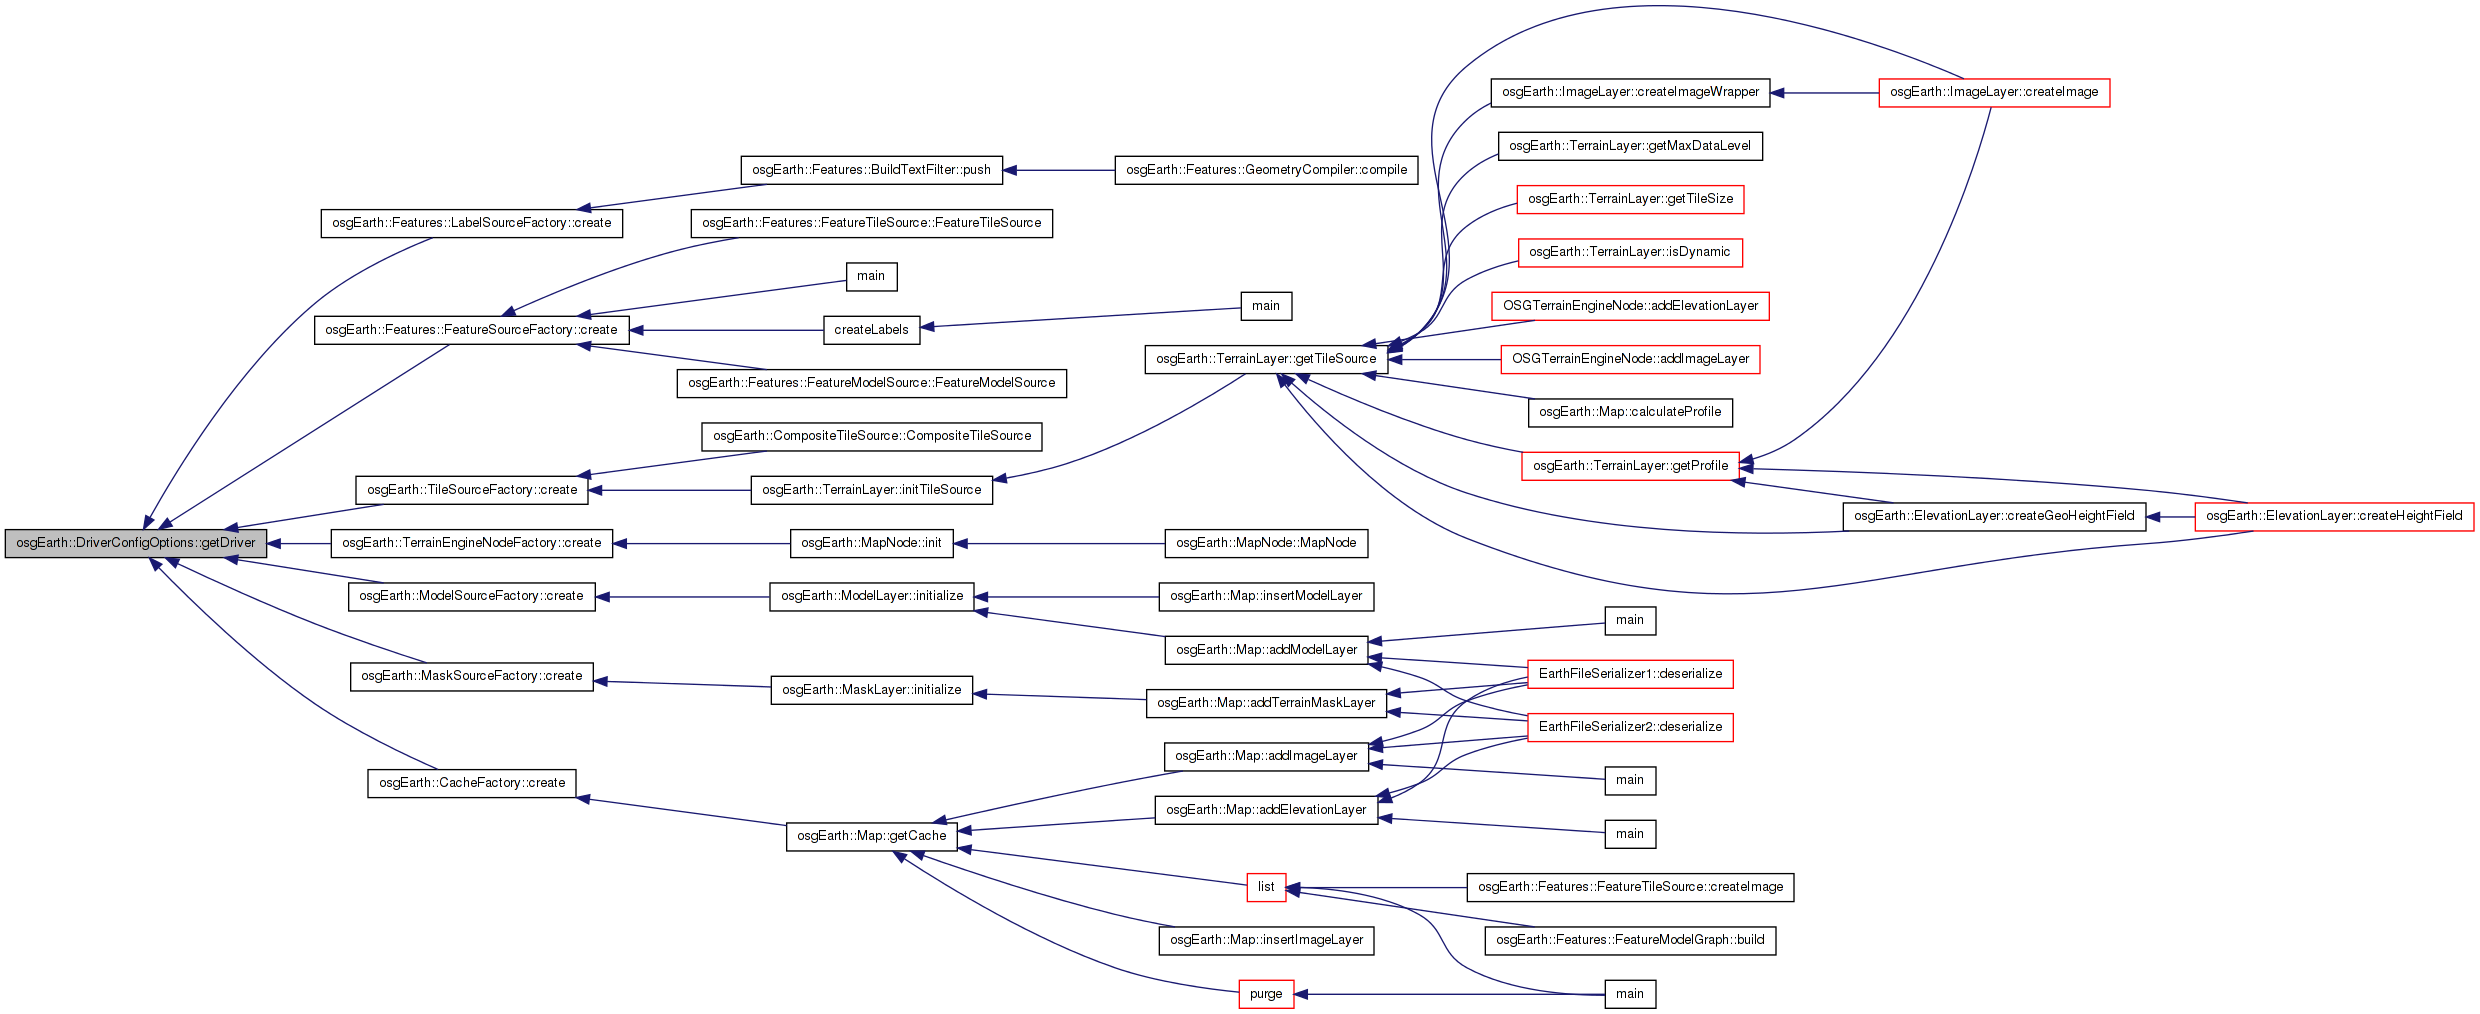 osgEarth::ImageLayer::createImageWrapper
osgEarth::ImageLayer::createImage
osgEarth::TerrainLayer::getMaxDataLevel
osgEarth::Features::BuildTextFilter::push
osgEarth::Features::GeometryCompiler::compile
osgEarth::TerrainLayer::getTileSize
osgEarth::Features::LabelSourceFactory::create
osgEarth::Features::FeatureTileSource::FeatureTileSource
osgEarth::TerrainLayer::isDynamic
main
main
OSGTerrainEngineNode::addElevationLayer
osgEarth::Features::FeatureSourceFactory::create
createLabels
osgEarth::TerrainLayer::getTileSource
OSGTerrainEngineNode::addImageLayer
osgEarth::Features::FeatureModelSource::FeatureModelSource
osgEarth::Map::calculateProfile
osgEarth::CompositeTileSource::CompositeTileSource
osgEarth::TerrainLayer::getProfile
osgEarth::TileSourceFactory::create
osgEarth::TerrainLayer::initTileSource
osgEarth::ElevationLayer::createGeoHeightField
osgEarth::ElevationLayer::createHeightField
osgEarth::DriverConfigOptions::getDriver
osgEarth::TerrainEngineNodeFactory::create
osgEarth::MapNode::init
osgEarth::MapNode::MapNode
osgEarth::ModelSourceFactory::create
osgEarth::ModelLayer::initialize
osgEarth::Map::insertModelLayer
main
osgEarth::Map::addModelLayer
osgEarth::MaskSourceFactory::create
EarthFileSerializer1::deserialize
osgEarth::MaskLayer::initialize
osgEarth::Map::addTerrainMaskLayer
EarthFileSerializer2::deserialize
osgEarth::Map::addImageLayer
osgEarth::CacheFactory::create
main
osgEarth::Map::addElevationLayer
osgEarth::Map::getCache
main
list
osgEarth::Features::FeatureTileSource::createImage
osgEarth::Map::insertImageLayer
osgEarth::Features::FeatureModelGraph::build
purge
main